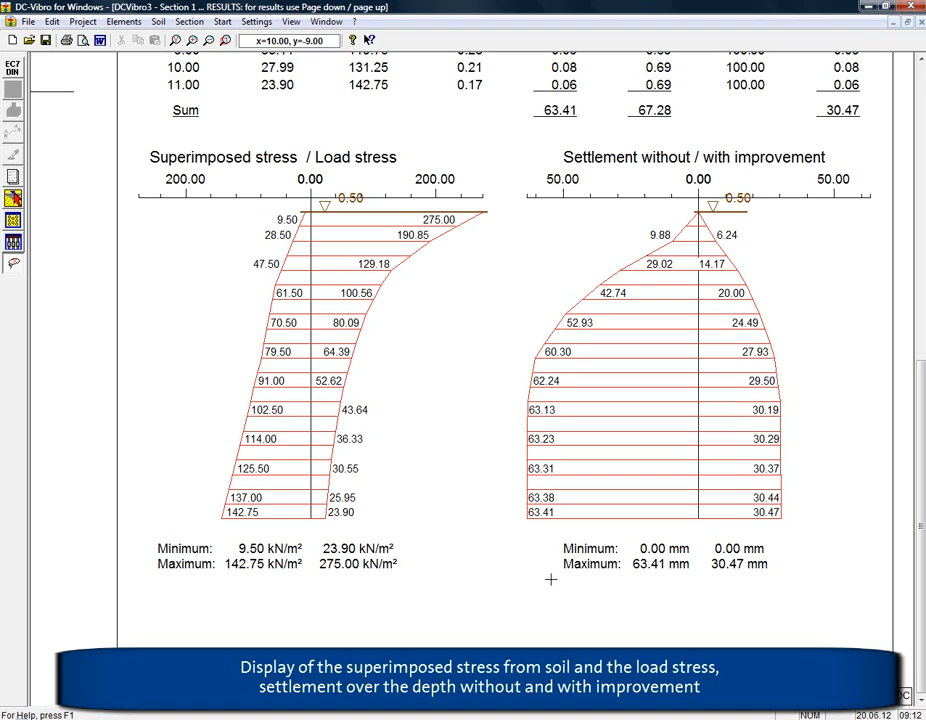 DC-Vibro for Windows - [DCVibro3 - Section 1 ... RESULTS: for results use Page down / page up]
File Edit Project Elements Soil Section Start Settings View Window ?
x=10.00, y=-9.00
EC7
DIN
10.00 27.99 131.25 0.21 0.08 0.69 100.00 0.08
11.00 23.90 142.75 0.17 0.06 0.69 100.00 0.06
Sum 63.41 67.28 30.47
Superimposed stress / Load stress Settlement without / with improvement
200.00 0.00 200.00 50.00 0.00 50.00
0.50 0.50
9.50 275.00
28.50 190.85 9.88 6.24
47.50 129.18 29.02 14.17
61.50 100.56 42.74 20.00
70.50 80.09 52.93 24.49
79.50 64.39 60.30 27.93
91.00 52.62 62.24 29.50
102.50 43.64 63.13 30.19
114.00 36.33 63.23 30.29
125.50 30.55 63.31 30.37
137.00 25.95 63.38 30.44
142.75 23.90 63.41 30.47
Minimum: 9.50 kN/m² 23.90 kN/m² Minimum: 0.00 mm 0.00 mm
Maximum: 142.75 kN/m² 275.00 kN/m² Maximum: 63.41 mm 30.47 mm
Display of the superimposed stress from soil and the load stress,
settlement over the depth without and with improvement
For Help, press F1 NUM 20.06.12 09:12